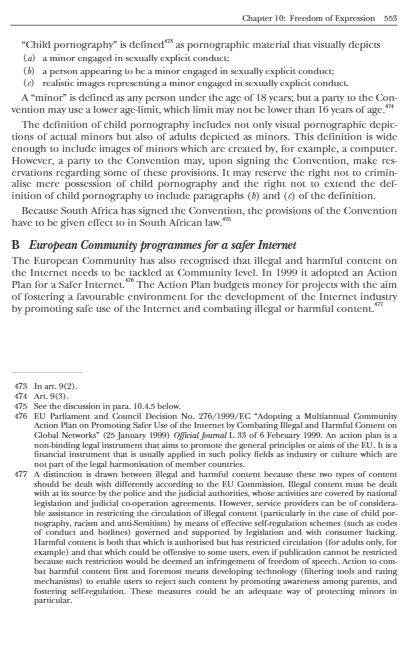 Chapter 10: Freedom of Expression 553
“Child pornography” is defined473 as pornographic material that visually depicts
(a) a minor engaged in sexually explicit conduct;
(b) a person appearing to be a minor engaged in sexually explicit conduct;
(c) realistic images representing a minor engaged in sexually explicit conduct.
A “minor” is defined as any person under the age of 18 years; but a party to the Con-
vention may use a lower age-limit, which limit may not be lower than 16 years of age.474
The definition of child pornography includes not only visual pornographic depic-
tions of actual minors but also of adults depicted as minors. This definition is wide
enough to include images of minors which are created by, for example, a computer.
However, a party to the Convention may, upon signing the Convention, make res-
ervations regarding some of these provisions. It may reserve the right not to crimin-
alise mere possession of child pornography and the right not to extend the def-
inition of child pornography to include paragraphs (b) and (c) of the definition.
Because South Africa has signed the Convention, the provisions of the Convention
have to be given effect to in South African law.475
B European Community programmes for a safer Internet
The European Community has also recognised that illegal and harmful content on
the Internet needs to be tackled at Community level. In 1999 it adopted an Action
Plan for a Safer Internet.476 The Action Plan budgets money for projects with the aim
of fostering a favourable environment for the development of the Internet industry
by promoting safe use of the Internet and combating illegal or harmful content.477
473 In art. 9(2).
474 Art. 9(3).
475 See the discussion in para. 10.4.5 below.
476 EU Parliament and Council Decision No. 276/1999/EC “Adopting a Multiannual Community
Action Plan on Promoting Safer Use of the Internet by Combating Illegal and Harmful Content on
Global Networks” (25 January 1999) Official Journal L 33 of 6 February 1999. An action plan is a
non-binding legal instrument that aims to promote the general principles or aims of the EU. It is a
financial instrument that is usually applied in such policy fields as industry or culture which are
not part of the legal harmonisation of member countries.
477 A distinction is drawn between illegal and harmful content because these two types of content
should be dealt with differently according to the EU Commission. Illegal content must be dealt
with at its source by the police and the judicial authorities, whose activities are covered by national
legislation and judicial co-operation agreements. However, service providers can be of considera-
ble assistance in restricting the circulation of illegal content (particularly in the case of child por-
nography, racism and anti-Semitism) by means of effective self-regulation schemes (such as codes
of conduct and hotlines) governed and supported by legislation and with consumer backing.
Harmful content is both that which is authorised but has restricted circulation (for adults only, for
example) and that which could be offensive to some users, even if publication cannot be restricted
because such restriction would be deemed an infringement of freedom of speech. Action to com-
bat harmful content first and foremost means developing technology (filtering tools and rating
mechanisms) to enable users to reject such content by promoting awareness among parents, and
fostering self-regulation. These measures could be an adequate way of protecting minors in
particular.